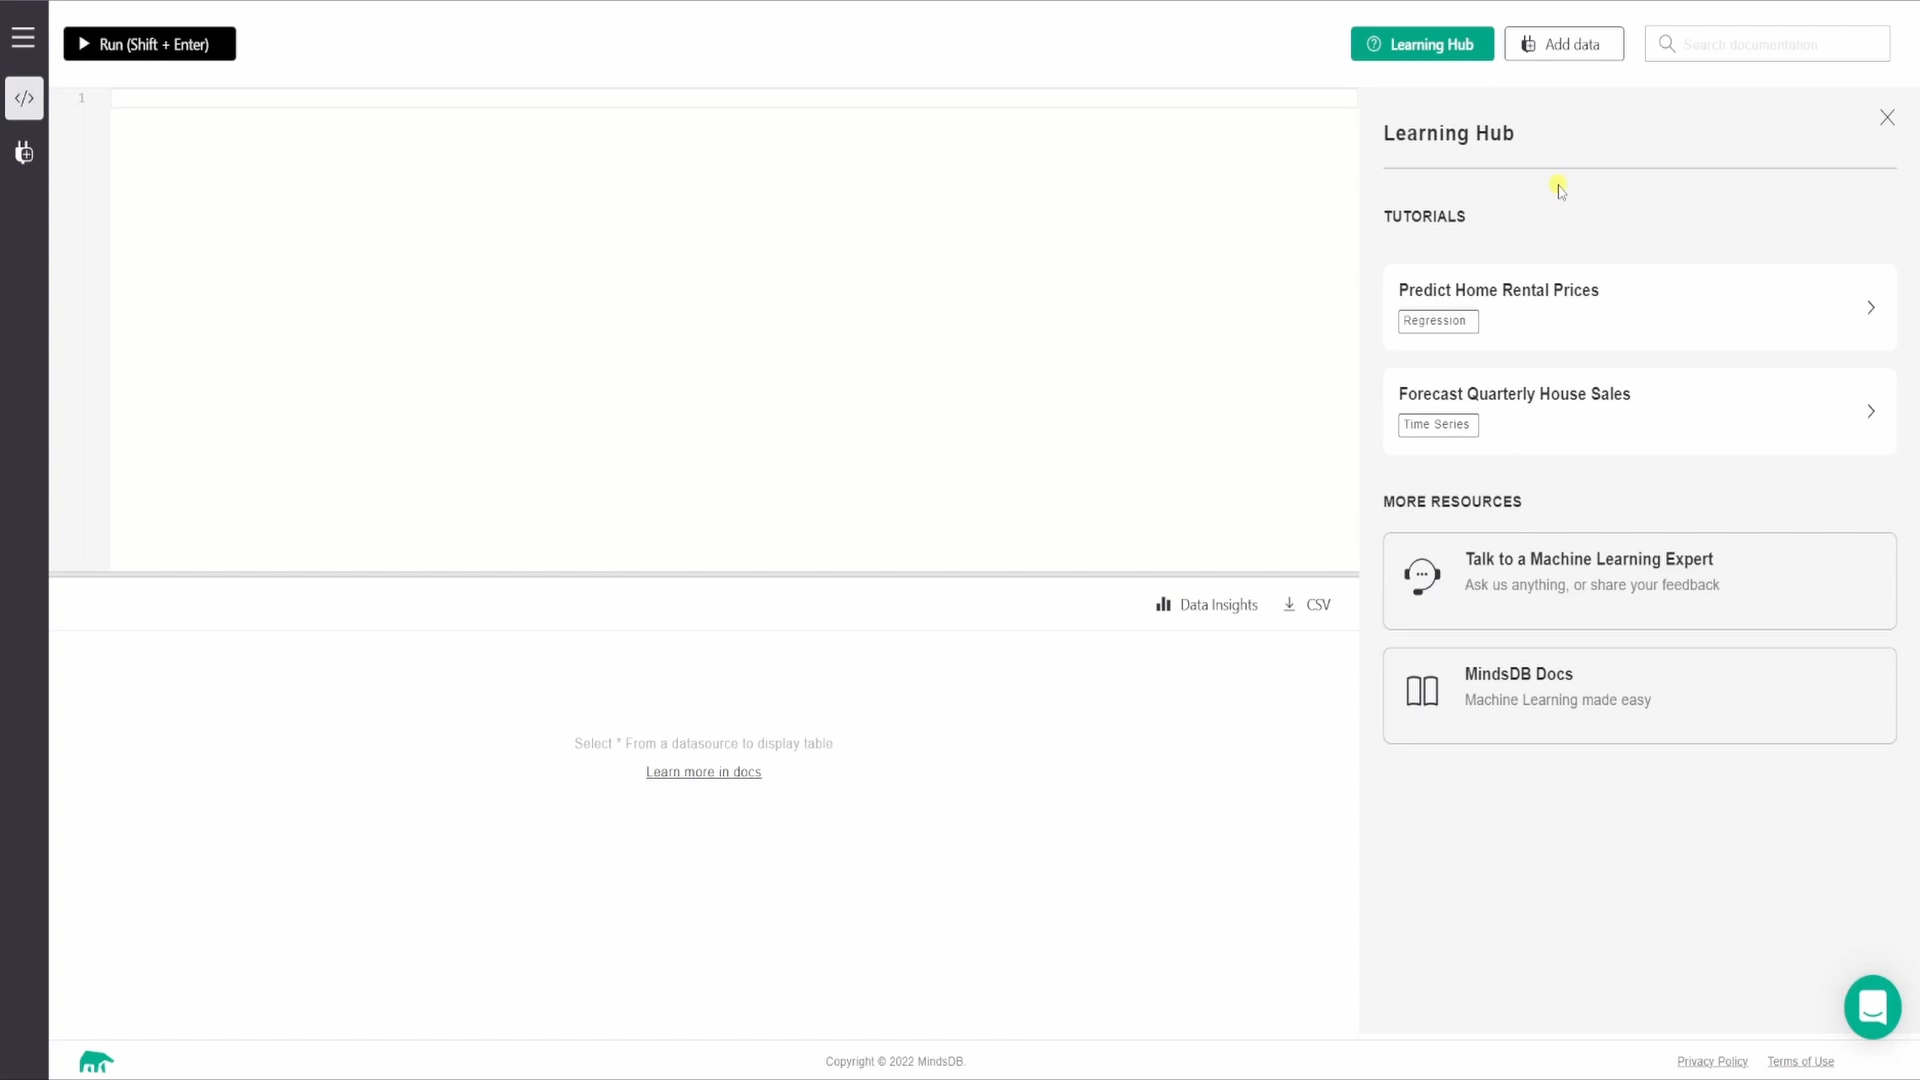 Run (Shift + Enter)
Learning Hub
Add data
Search documentation
1
Learning Hub
TUTORIALS
Predict Home Rental Prices
Regression
Forecast Quarterly House Sales
Time Series
MORE RESOURCES
Talk to a Machine Learning Expert
Ask us anything, or share your feedback
MindsDB Docs
Machine Learning made easy
Data Insights
CSV
Select * From a datasource to display table
Learn more in docs
Copyright © 2022 MindsDB.
Privacy Policy
Terms of Use